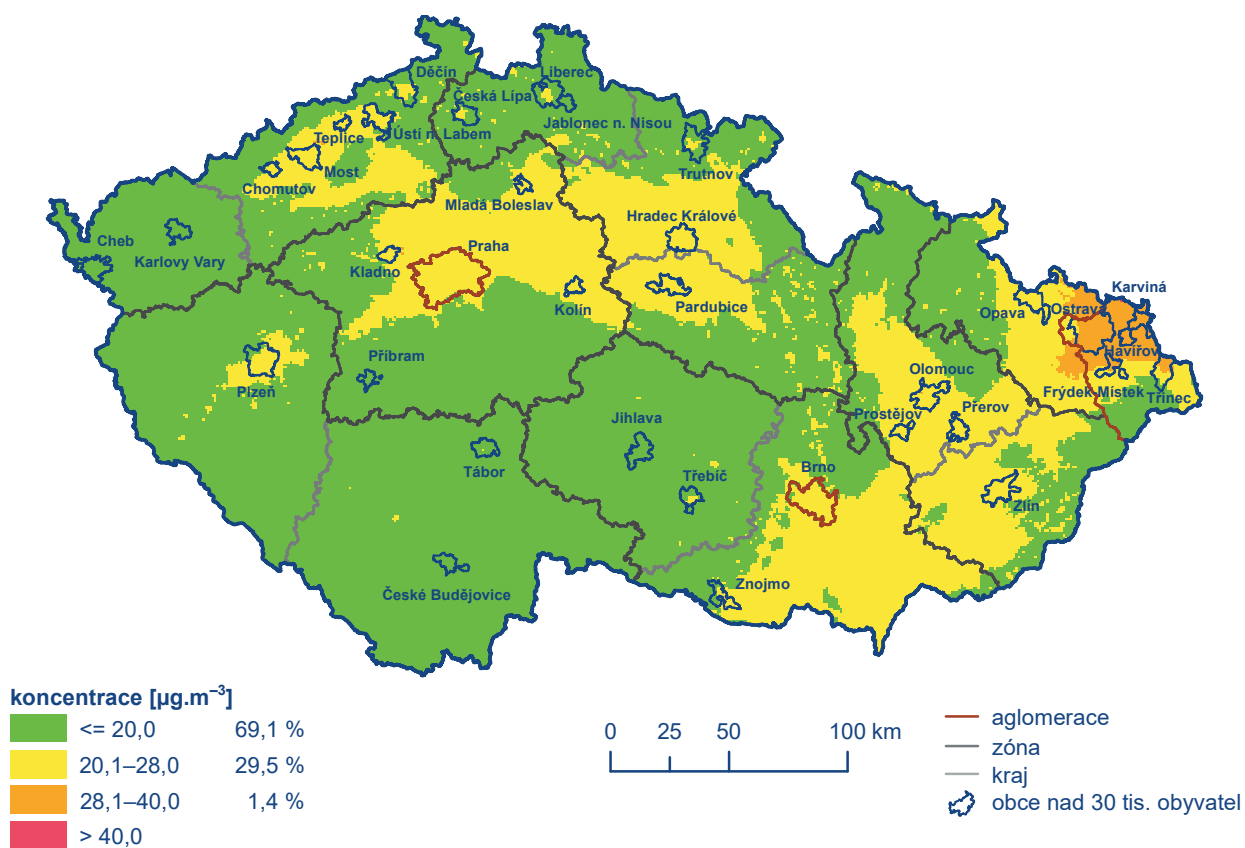 Děčín
Liberec
Česká Lípa
Jablonec n. Nisou
Teplice
Ústí n. Labem
Most
Trutnov
Chomutov
Mladá Boleslav
Hradec Králové
Cheb
Karlovy Vary
Praha
Kladno
Kolín
Pardubice
Karviná
Opava
Ostrava
Havířov
Příbram
Plzeň
Olomouc
Frýdek Místek
Třinec
Prostějov
Přerov
Jihlava
Tábor
Třebíč
Brno
Zlín
Znojmo
České Budějovice
koncentrace [µg.m⁻³]
<= 20,0 69,1 %
20,1–28,0 29,5 %
28,1–40,0 1,4 %
> 40,0
0 25 50 100 km
aglomerace
zóna
kraj
obce nad 30 tis. obyvatel